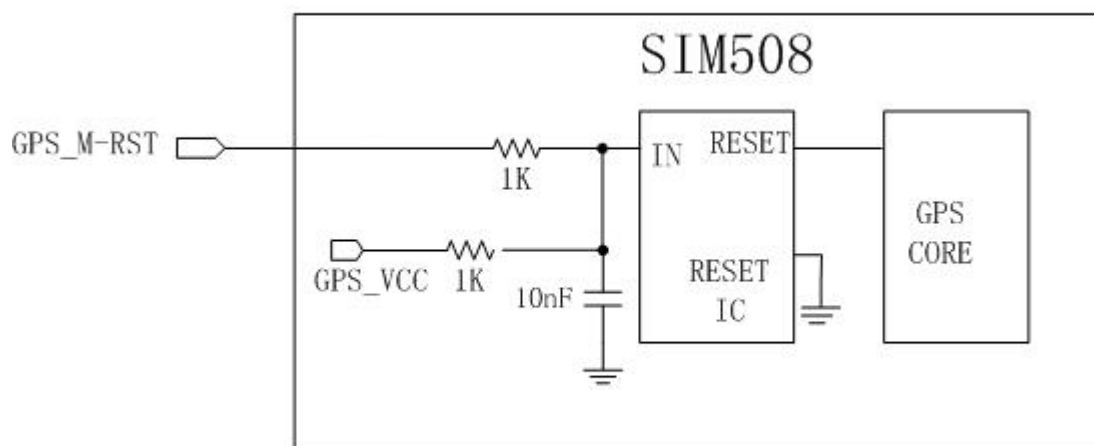 SIM508
GPS_M-RST
1K
IN
RESET
GPS
CORE
GPS_VCC
1K
10nF
RESET
IC